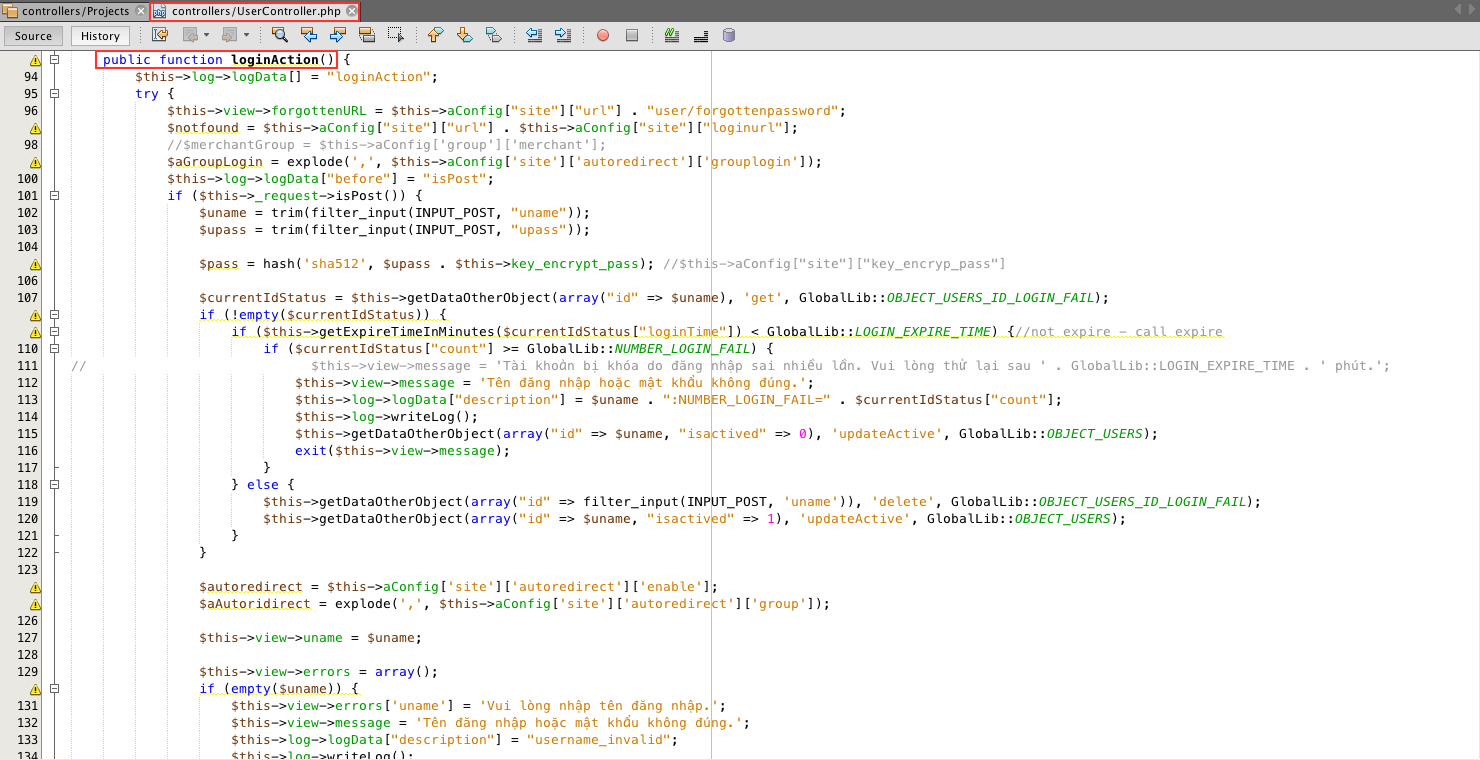 controllers/Projects controllers/UserController.php
Source History
public function loginAction() {
94 $this->log->logData[] = "loginAction";
95 try {
96 $this->view->forgottenURL = $this->aConfig["site"]["url"] . "user/forgottenpassword";
$notfound = $this->aConfig["site"]["url"] . $this->aConfig["site"]["loginurl"];
98 //$merchantGroup = $this->aConfig['group']['merchant'];
$aGroupLogin = explode(',', $this->aConfig['site']['autoredirect']['grouplogin']);
100 $this->log->logData["before"] = "isPost";
101 if ($this->_request->isPost()) {
102 $uname = trim(filter_input(INPUT_POST, "uname"));
103 $upass = trim(filter_input(INPUT_POST, "upass"));
104
$pass = hash('sha512', $upass . $this->key_encrypt_pass); //$this->aConfig["site"]["key_encryp_pass"]
106
107 $currentIdStatus = $this->getDataOtherObject(array("id" => $uname), 'get', GlobalLib::OBJECT_USERS_ID_LOGIN_FAIL);
if (!empty($currentIdStatus)) {
if ($this->getExpireTimeInMinutes($currentIdStatus["loginTime"]) < GlobalLib::LOGIN_EXPIRE_TIME) {//not expire - call expire
110 if ($currentIdStatus["count"] >= GlobalLib::NUMBER_LOGIN_FAIL) {
111 // $this->view->message = 'Tài khoản bị khóa do đăng nhập sai nhiều lần. Vui lòng thử lại sau ' . GlobalLib::LOGIN_EXPIRE_TIME . ' phút.';
112 $this->view->message = 'Tên đăng nhập hoặc mật khẩu không đúng.';
113 $this->log->logData["description"] = $uname . ":NUMBER_LOGIN_FAIL=" . $currentIdStatus["count"];
114 $this->log->writeLog();
115 $this->getDataOtherObject(array("id" => $uname, "isactived" => 0), 'updateActive', GlobalLib::OBJECT_USERS);
116 exit($this->view->message);
117 }
118 } else {
119 $this->getDataOtherObject(array("id" => filter_input(INPUT_POST, 'uname')), 'delete', GlobalLib::OBJECT_USERS_ID_LOGIN_FAIL);
120 $this->getDataOtherObject(array("id" => $uname, "isactived" => 1), 'updateActive', GlobalLib::OBJECT_USERS);
121 }
122 }
123
$autoredirect = $this->aConfig['site']['autoredirect']['enable'];
$aAutoridirect = explode(',', $this->aConfig['site']['autoredirect']['group']);
126
127 $this->view->uname = $uname;
128
129 $this->view->errors = array();
if (empty($uname)) {
131 $this->view->errors['uname'] = 'Vui lòng nhập tên đăng nhập.';
132 $this->view->message = 'Tên đăng nhập hoặc mật khẩu không đúng.';
133 $this->log->logData["description"] = "username_invalid";
134 $this->log->writeLog();